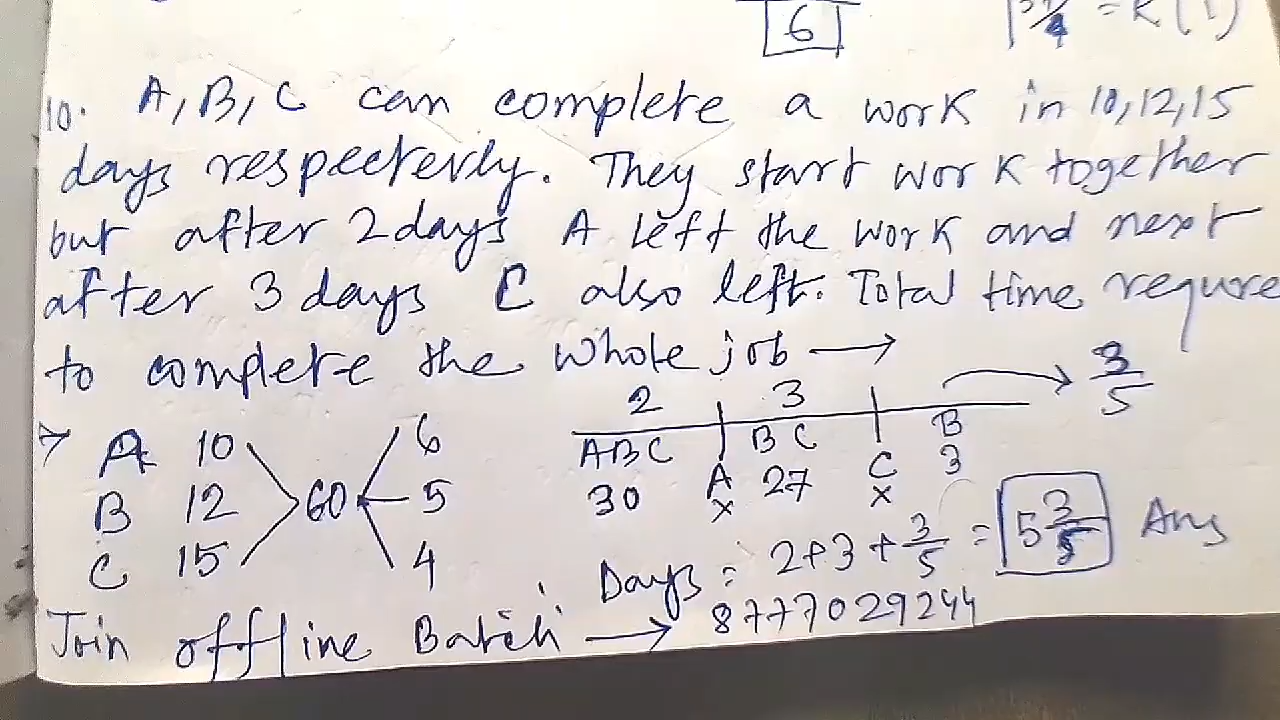 6
= K (1)
10. A, B, C can complete a work in 10, 12, 15
days respecterly. They start work together
but after 2 days A left the work and next
after 3 days C also left. Total time requre
to complete the whole job →
A 10
B 12
C 15
60
6
5
4
2 3 3/5
ABC B C B
30 A 27 C 3
x x
Days = 2+3+3/5 = 5 3/5 Ans
Join offline Batch → 8777029244